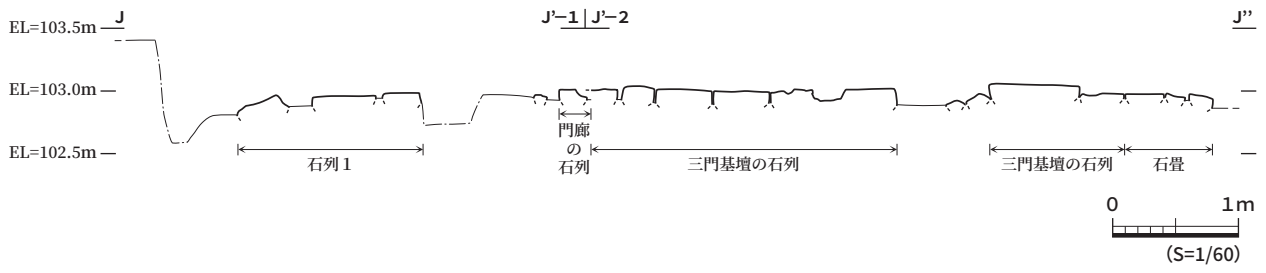 J
J’-1 J’-2
J’’
EL=103.5m
EL=103.0m
EL=102.5m
石列１
門廊
の
石列
三門基壇の石列
三門基壇の石列
石畳
0 1m
(S=1/60)